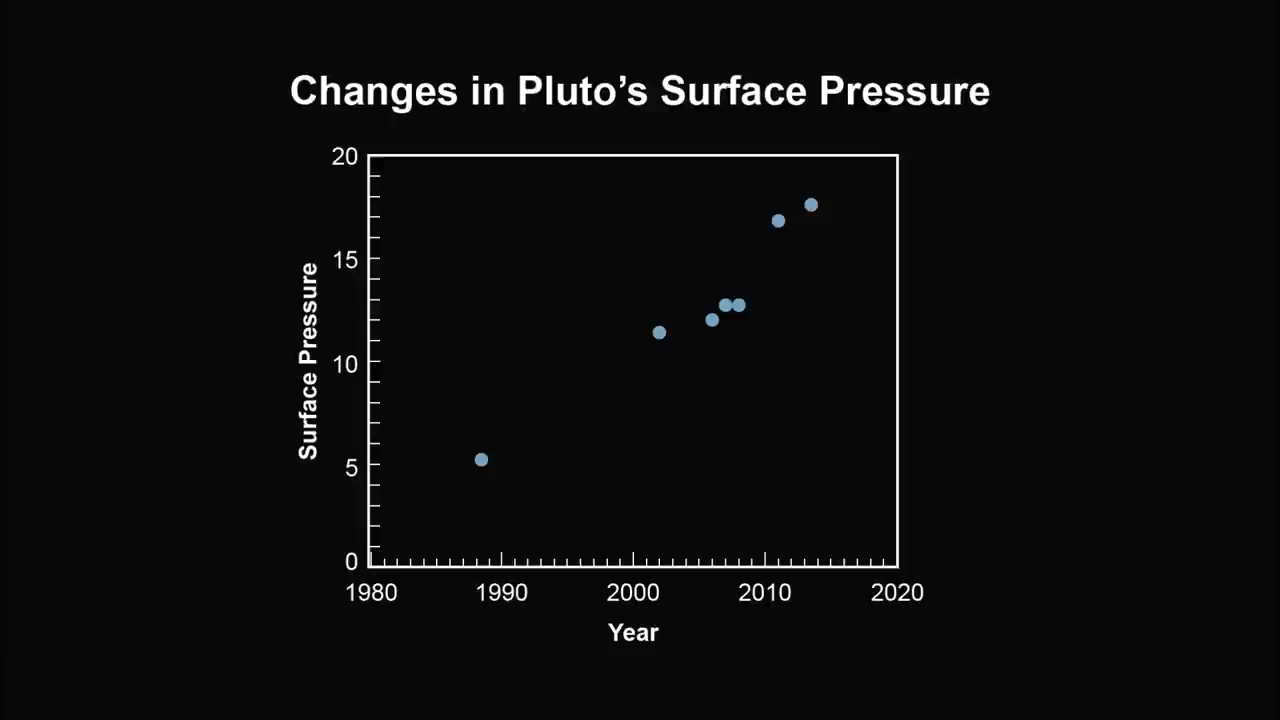 Changes in Pluto’s Surface Pressure
20
15
10
5
0
Surface Pressure
1980 1990 2000 2010 2020
Year